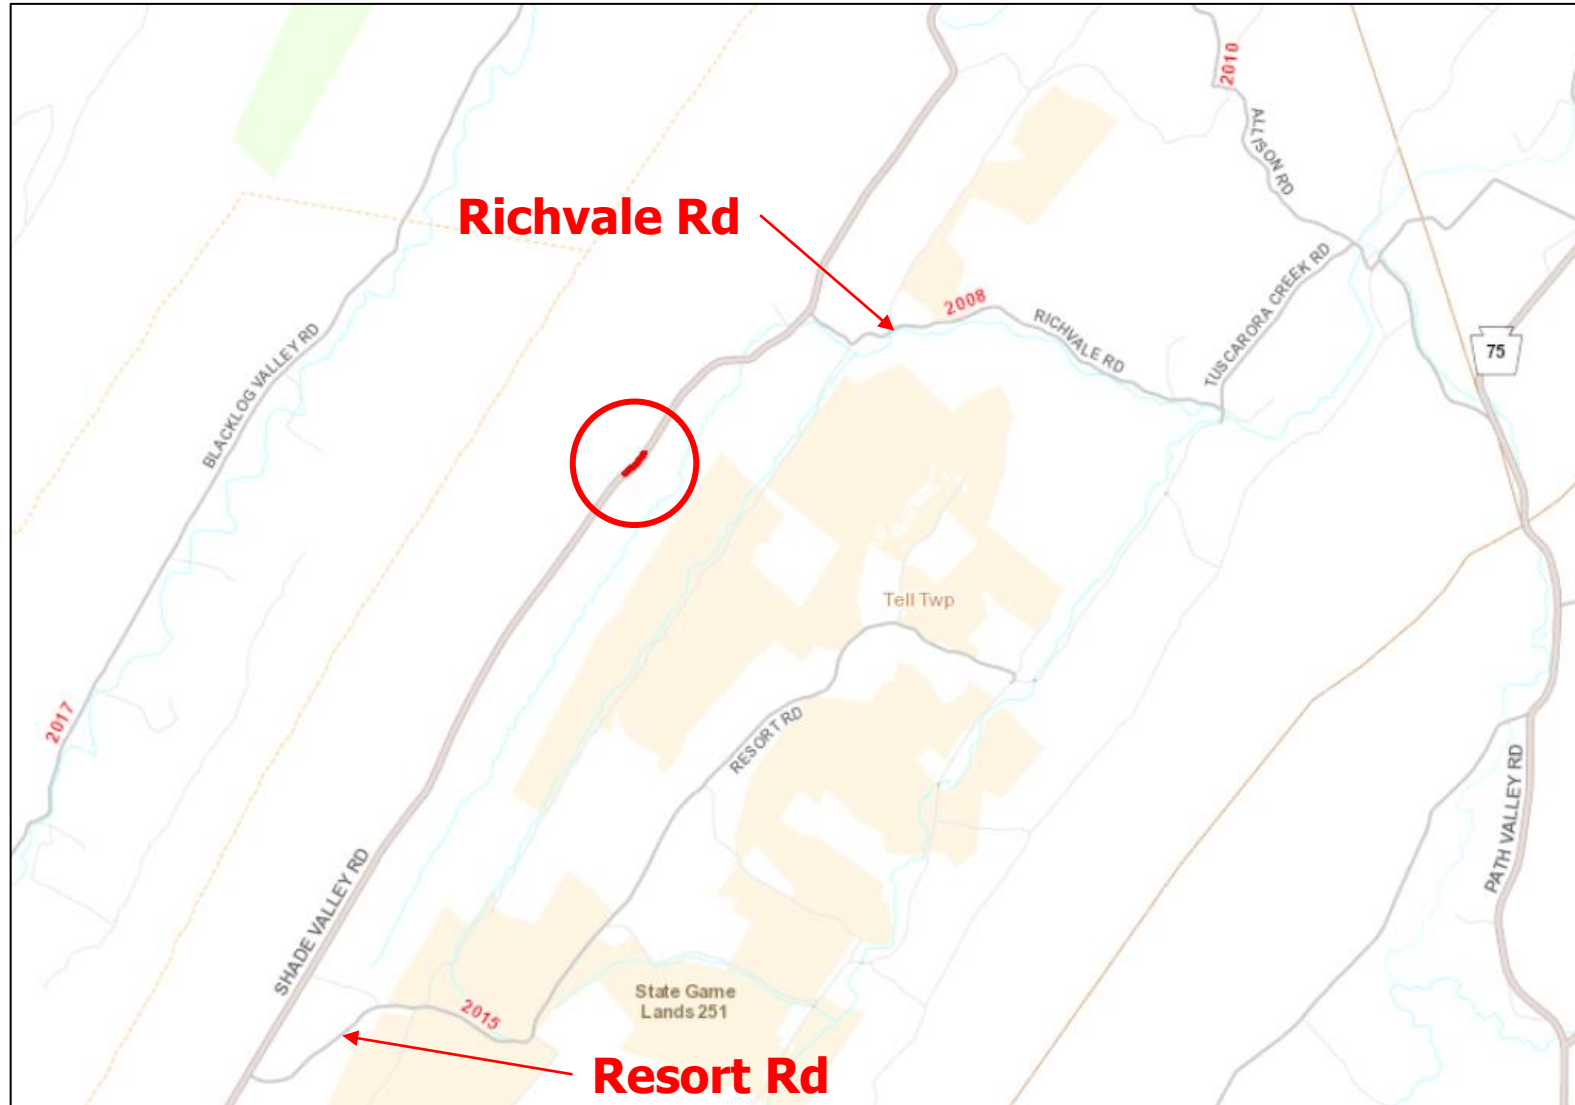 2010
ALLISON RD
Richvale Rd
TUSCARORA CREEK RD
2008
RICHVALE RD
75
BLACKLOG VALLEY RD
Tell Twp
2017
RESORT RD
PATH VALLEY RD
SHADE VALLEY RD
State Game
Lands 251
2015
Resort Rd